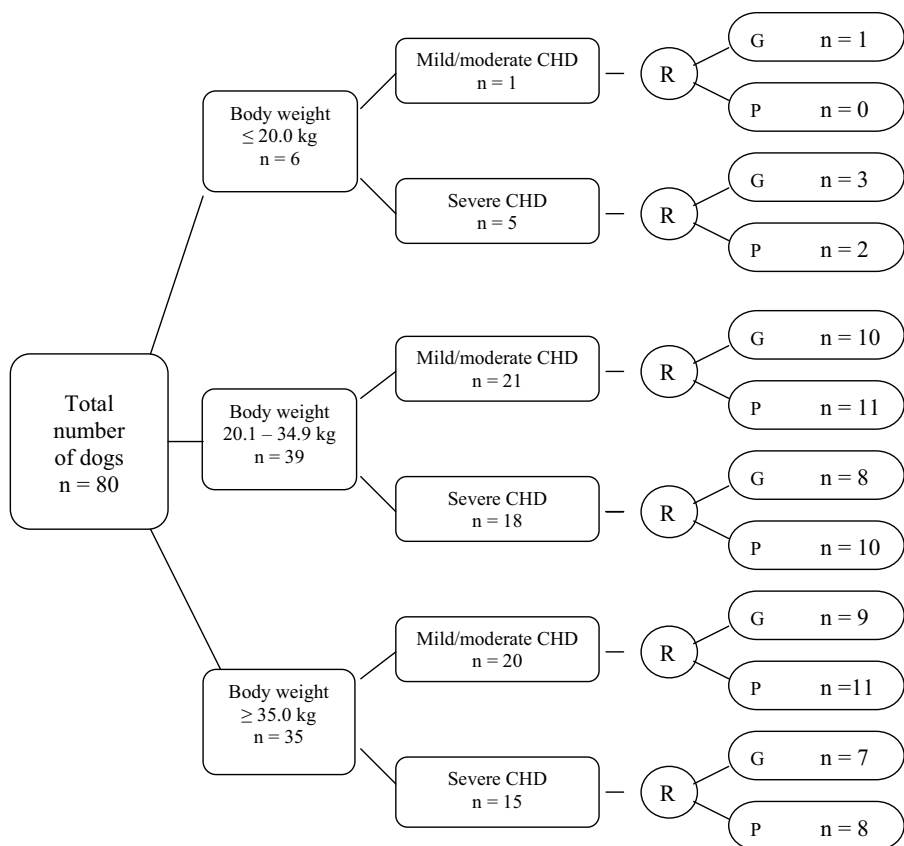 Total
number
of dogs
n = 80
Body weight
≤ 20.0 kg
n = 6
Mild/moderate CHD
n = 1
R
G n = 1
P n = 0
Severe CHD
n = 5
R
G n = 3
P n = 2
Body weight
20.1 – 34.9 kg
n = 39
Mild/moderate CHD
n = 21
R
G n = 10
P n = 11
Severe CHD
n = 18
R
G n = 8
P n = 10
Body weight
≥ 35.0 kg
n = 35
Mild/moderate CHD
n = 20
R
G n = 9
P n =11
Severe CHD
n = 15
R
G n = 7
P n = 8